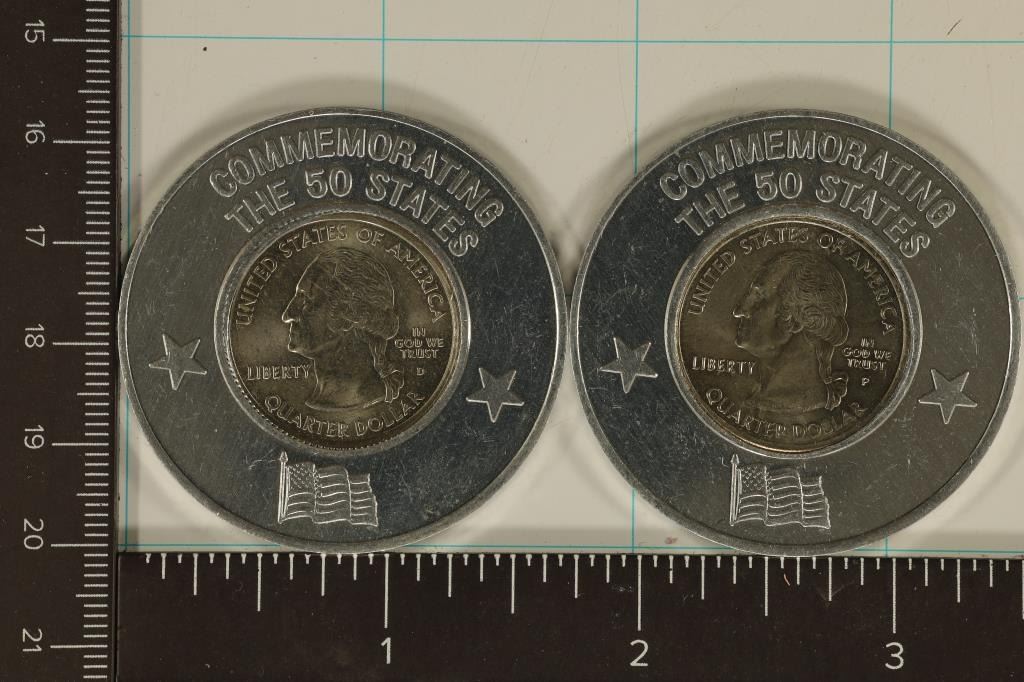 COMMEMORATING
THE 50 STATES
UNITED STATES OF AMERICA
IN
GOD WE
TRUST
LIBERTY
D
QUARTER DOLLAR
COMMEMORATING
THE 50 STATES
UNITED STATES OF AMERICA
IN
GOD WE
TRUST
LIBERTY
P
QUARTER DOLLAR
15
16
17
18
19
20
21
1
2
3